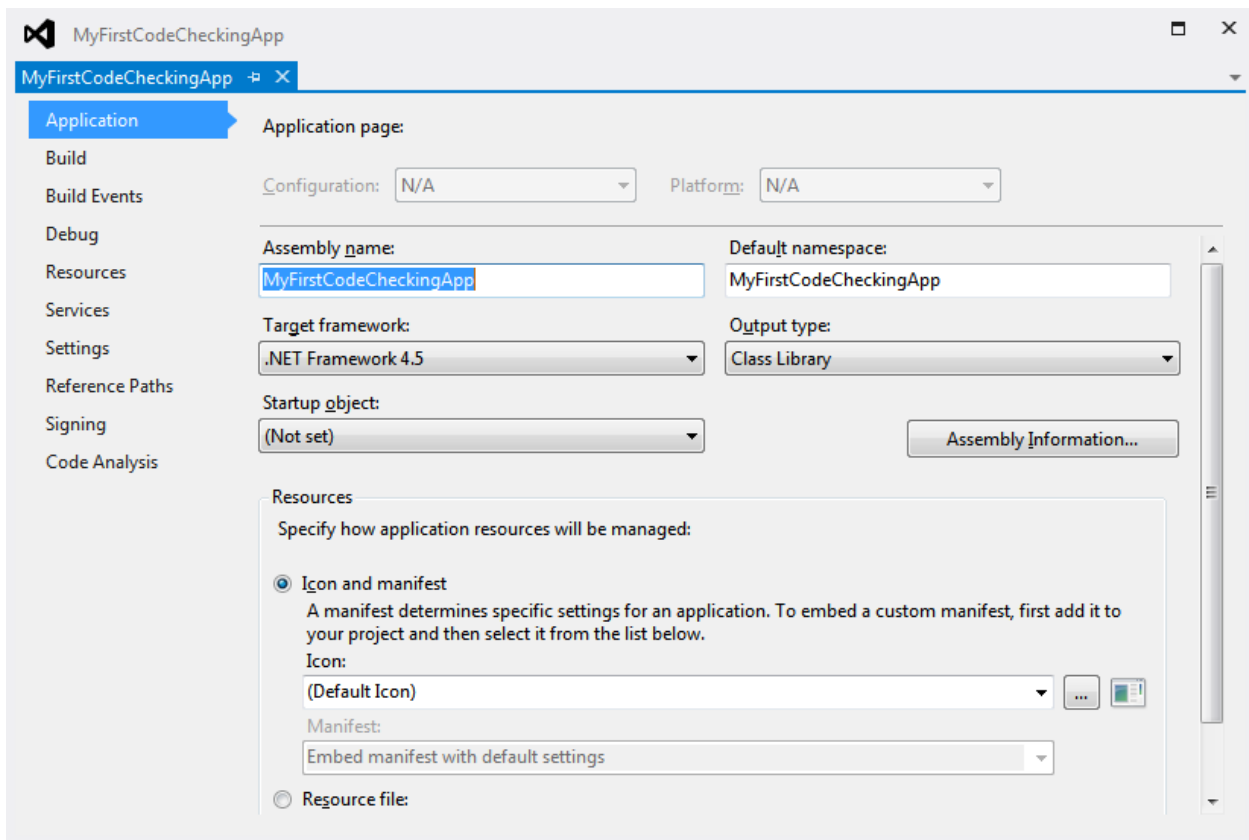 MyFirstCodeCheckingApp
MyFirstCodeCheckingApp
Application
Build
Build Events
Debug
Resources
Services
Settings
Reference Paths
Signing
Code Analysis
Application page:
Configuration: N/A Platform: N/A
Assembly name: Default namespace:
MyFirstCodeCheckingApp MyFirstCodeCheckingApp
Target framework: Output type:
.NET Framework 4.5 Class Library
Startup object:
(Not set) Assembly Information...
Resources
Specify how application resources will be managed:
Icon and manifest
A manifest determines specific settings for an application. To embed a custom manifest, first add it to
your project and then select it from the list below.
Icon:
(Default Icon) ...
Manifest:
Embed manifest with default settings
Resource file: